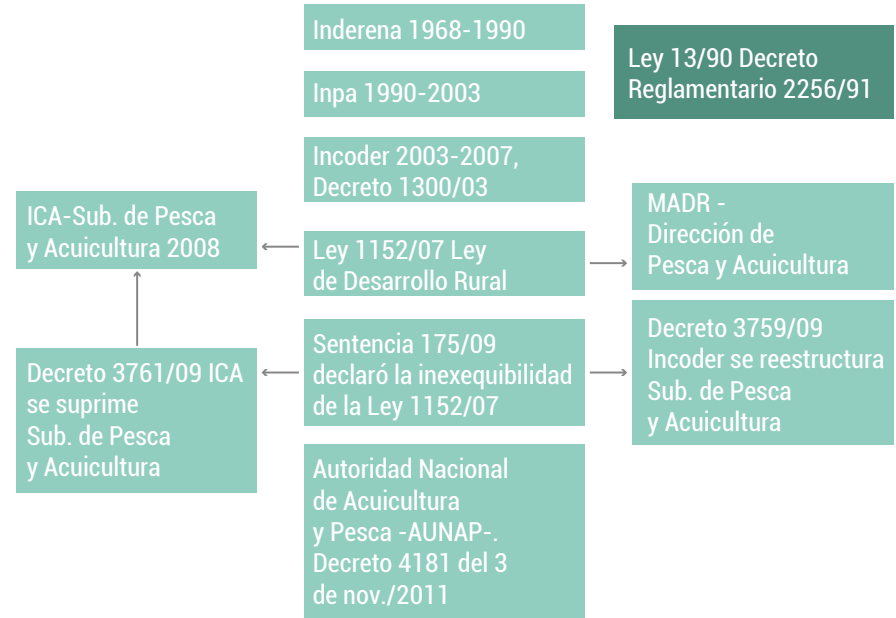 Inderena 1968-1990
Ley 13/90 Decreto
Reglamentario 2256/91
Inpa 1990-2003
Incoder 2003-2007,
Decreto 1300/03
ICA-Sub. de Pesca
y Acuicultura 2008
Ley 1152/07 Ley
de Desarrollo Rural
MADR -
Dirección de
Pesca y Acuicultura
Decreto 3761/09 ICA
se suprime
Sub. de Pesca
y Acuicultura
Sentencia 175/09
declaró la inexequibilidad
de la Ley 1152/07
Decreto 3759/09
Incoder se reestructura
Sub. de Pesca
y Acuicultura
Autoridad Nacional
de Acuicultura
y Pesca -AUNAP-.
Decreto 4181 del 3
de nov./2011